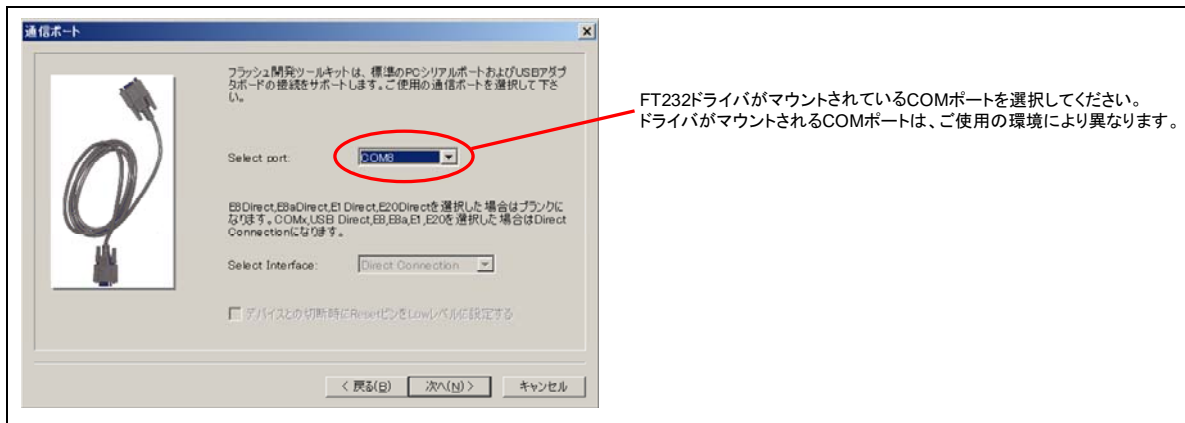 通信ポート
フラッシュ開発ツールキットは、標準のPCシリアルポートおよびUSBアダプ
タボードの接続をサポートします。ご使用の通信ポートを選択して下さ
い。
FT232ドライバがマウントされているCOMポートを選択してください。
ドライバがマウントされるCOMポートは、ご使用の環境により異なります。
Select port: COM8
E8Direct,E8aDirect,E1 Direct,E20Directを選択した場合はブランクに
なります。COMx,USB Direct,E8,E8a,E1,E20を選択した場合はDirect
Connectionになります。
Select Interface: Direct Connection
デバイスとの切断時にResetピンをLowレベルに設定する
< 戻る(B) 次へ(N) > キャンセル